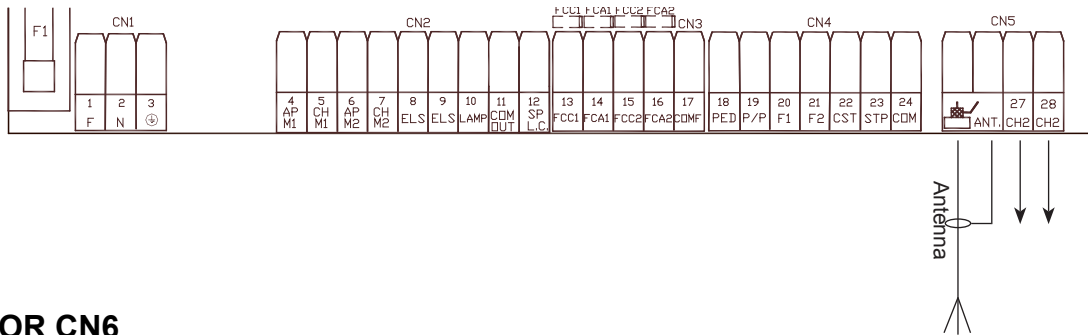 FCC1 FCA1 FCC2 FCA2
F1 CN1 CN2 CN3 CN4 CN5
1 2 3 4 5 6 7 8 9 10 11 12 13 14 15 16 17 18 19 20 21 22 23 24 27 28
F N AP M1 CH M1 AP M2 CH M2 ELS ELS LAMP COM OUT SP L.C. FCC1 FCA1 FCC2 FCA2 COMF PED P/P F1 F2 CST STP COM ANT. CH2 CH2
Antenna
OR CN6